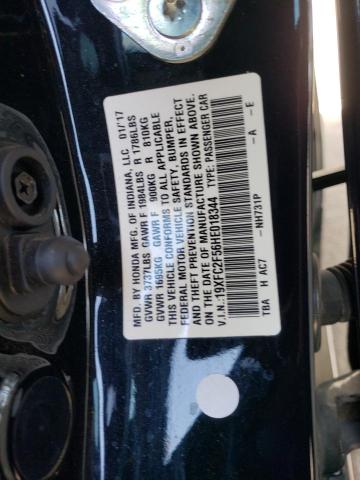 MFD. BY HONDA MFG. OF INDIANA, LLC 01/17
GVWR 3737LBS GAWR F 1984LBS R 1786LBS
GVWR 1695KG GAWR F 900KG R 810KG
THIS VEHICLE CONFORMS TO ALL APPLICABLE
FEDERAL MOTOR VEHICLE SAFETY, BUMPER,
AND THEFT PREVENTION STANDARDS IN EFFECT
ON THE DATE OF MANUFACTURE SHOWN ABOVE.
V.I.N.:19XFC2F56HE018344 TYPE: PASSENGER CAR
NH731P -A -E
TBA H AC7